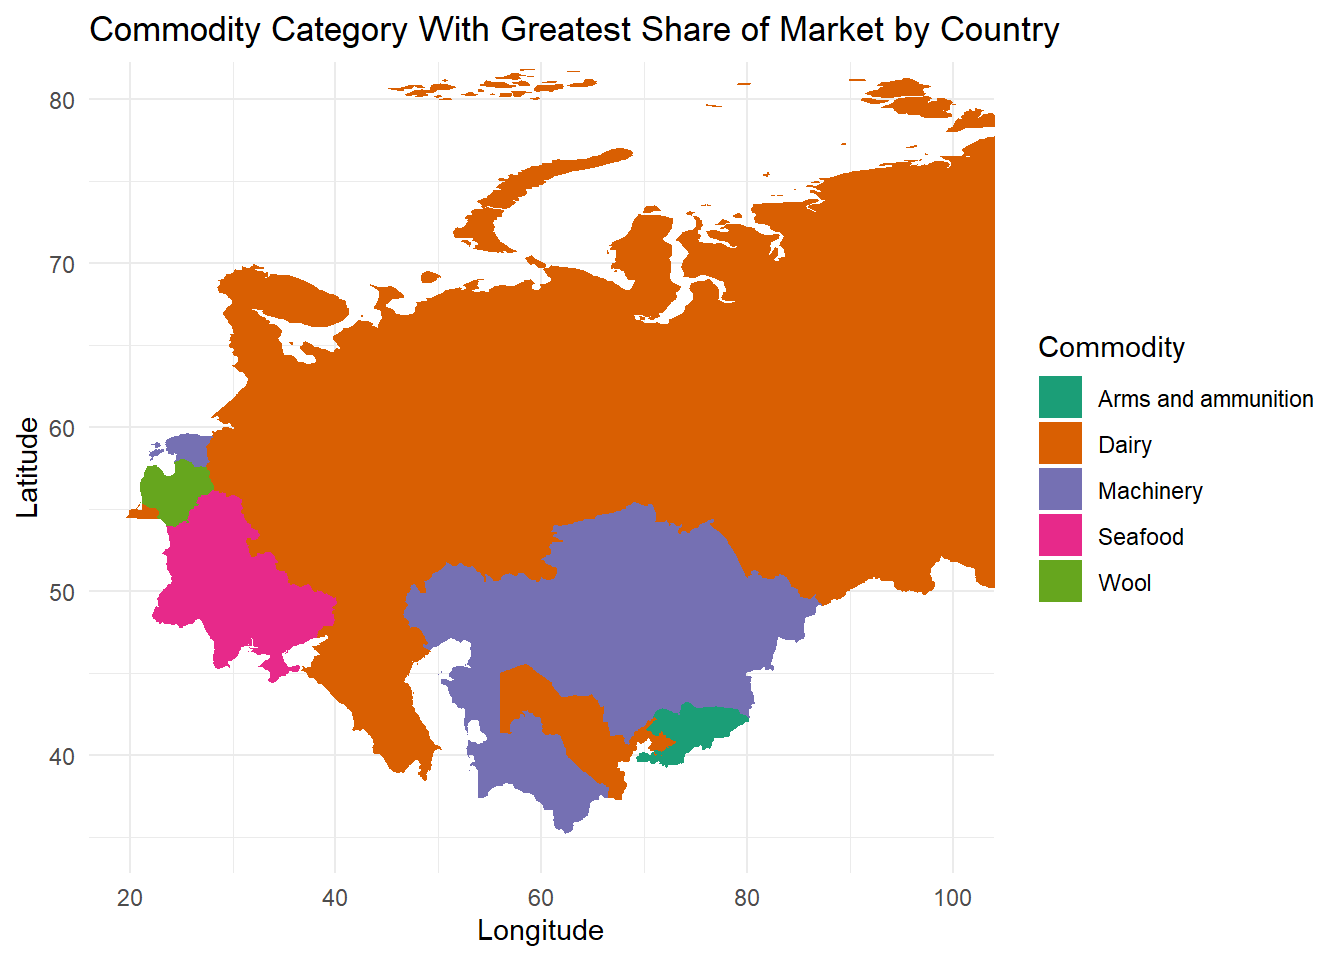 Commodity Category With Greatest Share of Market by Country
80
70
60
50
40
Latitude
20
40
60
80
100
Longitude
Commodity
Arms and ammunition
Dairy
Machinery
Seafood
Wool